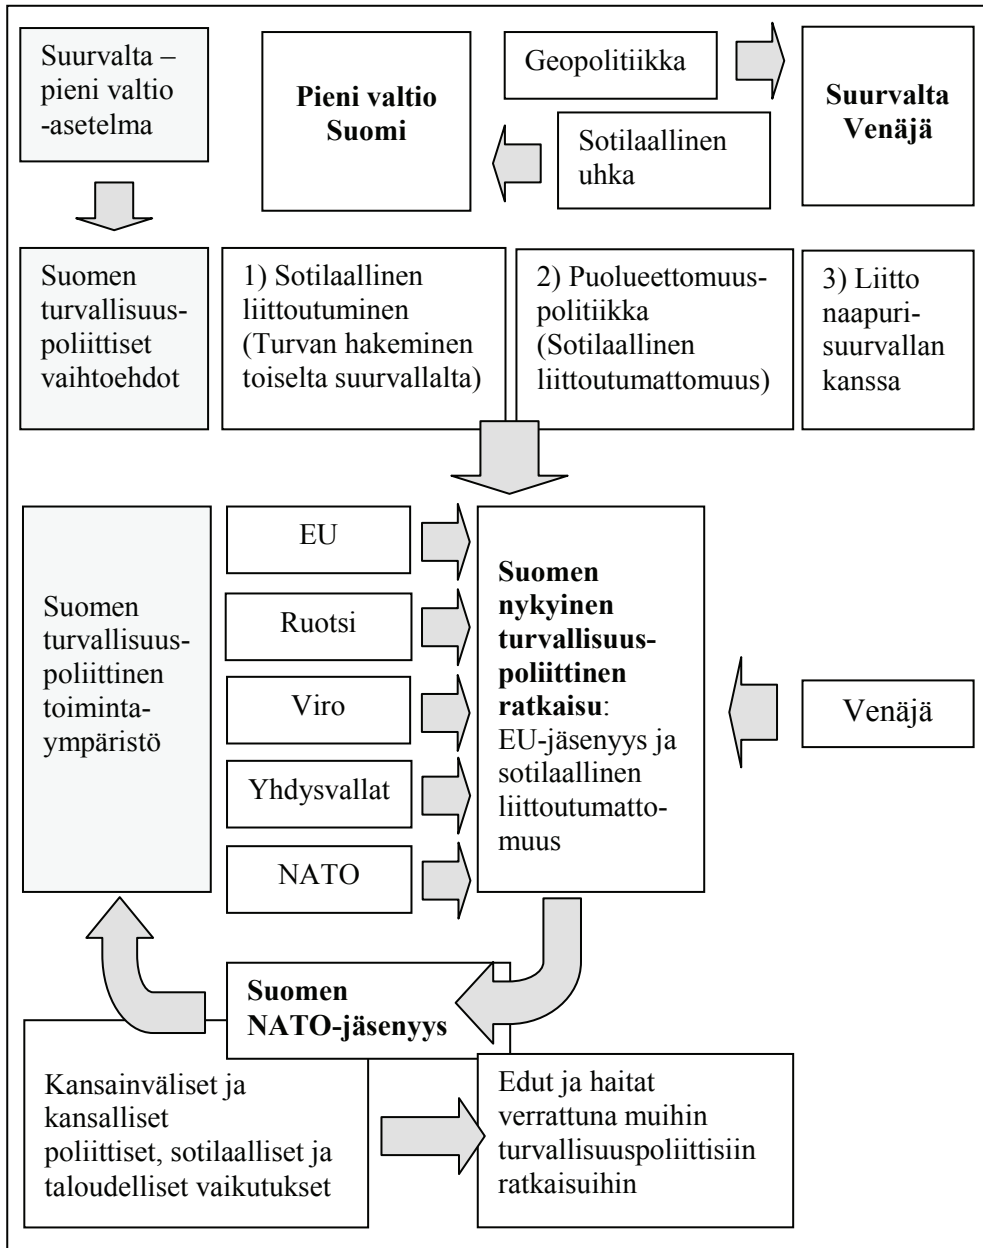 Suurvalta –
pieni valtio
-asetelma
Pieni valtio
Suomi
Geopolitiikka
Sotilaallinen
uhka
Suurvalta
Venäjä
Suomen
turvallisuus-
poliittiset
vaihtoehdot
1) Sotilaallinen
liittoutuminen
(Turvan hakeminen
toiselta suurvallalta)
2) Puolueettomuus-
politiikka
(Sotilaallinen
liittoutumattomuus)
3) Liitto
naapuri-
suurvallan
kanssa
Suomen
turvallisuus-
poliittinen
toiminta-
ympäristö
EU
Ruotsi
Viro
Yhdysvallat
NATO
Suomen
nykyinen
turvallisuus-
poliittinen
ratkaisu:
EU-jäsenyys ja
sotilaallinen
liittoutumatto-
muus
Venäjä
Suomen
NATO-jäsenyys
Kansainväliset ja
kansalliset
poliittiset, sotilaalliset ja
taloudelliset vaikutukset
Edut ja haitat
verrattuna muihin
turvallisuuspoliittisiin
ratkaisuihin